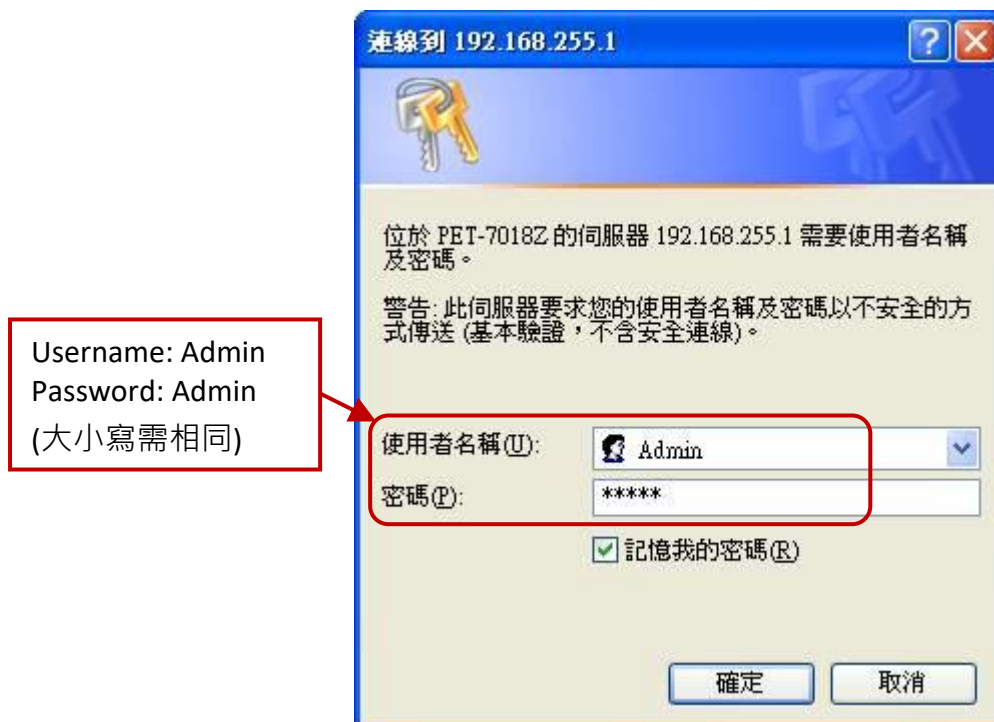 連線到 192.168.255.1
位於 PET-7018Z 的伺服器 192.168.255.1 需要使用者名稱
及密碼。
警告: 此伺服器要求您的使用者名稱及密碼以不安全的方
式傳送 (基本驗證，不含安全連線)。
Username: Admin
Password: Admin
(大小寫需相同)
使用者名稱(U): Admin
密碼(P): *****
記憶我的密碼(R)
確定 取消